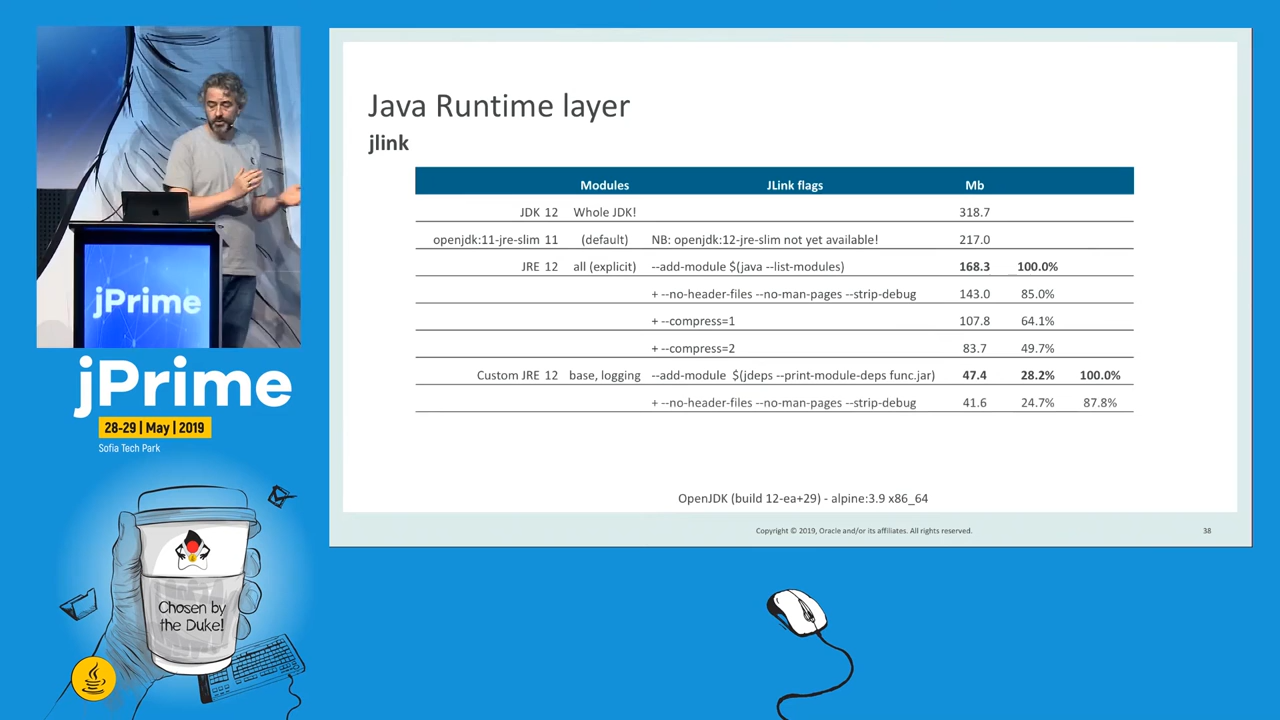 jPrime
jPrime
28-29 | May | 2019
Sofia Tech Park
Chosen by
the Duke!
Java Runtime layer
jlink
Modules JLink flags Mb
JDK 12 Whole JDK! 318.7
openjdk:11-jre-slim 11 (default) NB: openjdk:12-jre-slim not yet available! 217.0
JRE 12 all (explicit) --add-module $(java --list-modules) 168.3 100.0%
+ --no-header-files --no-man-pages --strip-debug 143.0 85.0%
+ --compress=1 107.8 64.1%
+ --compress=2 83.7 49.7%
Custom JRE 12 base, logging --add-module $(jdeps --print-module-deps func.jar) 47.4 28.2% 100.0%
+ --no-header-files --no-man-pages --strip-debug 41.6 24.7% 87.8%
OpenJDK (build 12-ea+29) - alpine:3.9 x86_64
Copyright © 2019, Oracle and/or its affiliates. All rights reserved. 38